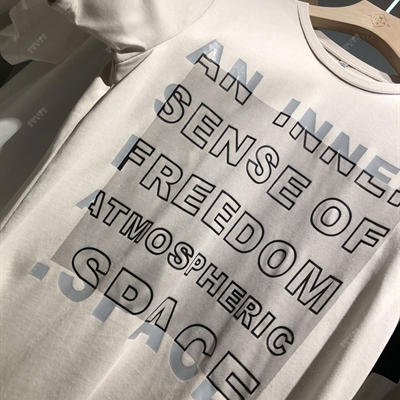 AN INNER
SENSE OF
FREEDOM
ATMOSPHERIC
SPACE